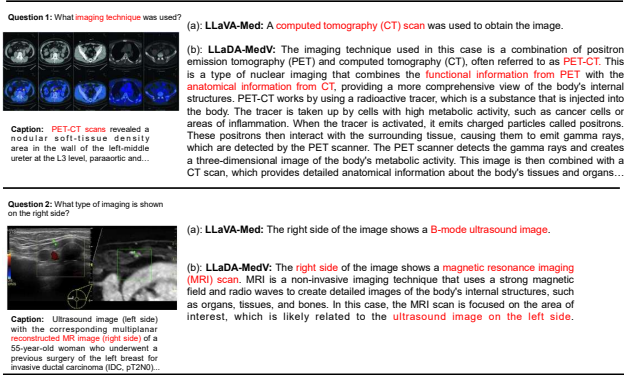 Question 1: What imaging technique was used?
Caption: PET-CT scans revealed a
nodular soft-tissue density
area in the wall of the left-middle
ureter at the L3 level, paraaortic and…
(a): LLaVA-Med: A computed tomography (CT) scan was used to obtain the image.
(b): LLaDA-MedV: The imaging technique used in this case is a combination of positron
emission tomography (PET) and computed tomography (CT), often referred to as PET-CT. This
is a type of nuclear imaging that combines the functional information from PET with the
anatomical information from CT, providing a more comprehensive view of the body's internal
structures. PET-CT works by using a radioactive tracer, which is a substance that is injected into
the body. The tracer is taken up by cells with high metabolic activity, such as cancer cells or
areas of inflammation. When the tracer is activated, it emits charged particles called positrons.
These positrons then interact with the surrounding tissue, causing them to emit gamma rays,
which are detected by the PET scanner. The PET scanner detects the gamma rays and creates
a three-dimensional image of the body's metabolic activity. This image is then combined with a
CT scan, which provides detailed anatomical information about the body's tissues and organs…
Question 2: What type of imaging is shown
on the right side?
Caption: Ultrasound image (left side)
with the corresponding multiplanar
reconstructed MR image (right side) of a
55-year-old woman who underwent a
previous surgery of the left breast for
invasive ductal carcinoma (IDC, pT2N0)...
(a): LLaVA-Med: The right side of the image shows a B-mode ultrasound image.
(b): LLaDA-MedV: The right side of the image shows a magnetic resonance imaging
(MRI) scan. MRI is a non-invasive imaging technique that uses a strong magnetic
field and radio waves to create detailed images of the body's internal structures, such
as organs, tissues, and bones. In this case, the MRI scan is focused on the area of
interest, which is likely related to the ultrasound image on the left side.